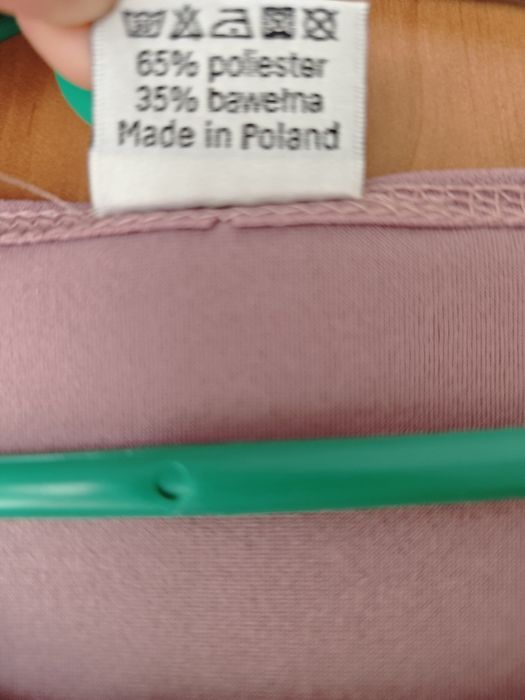 65% poliester
35% bawełna
Made in Poland